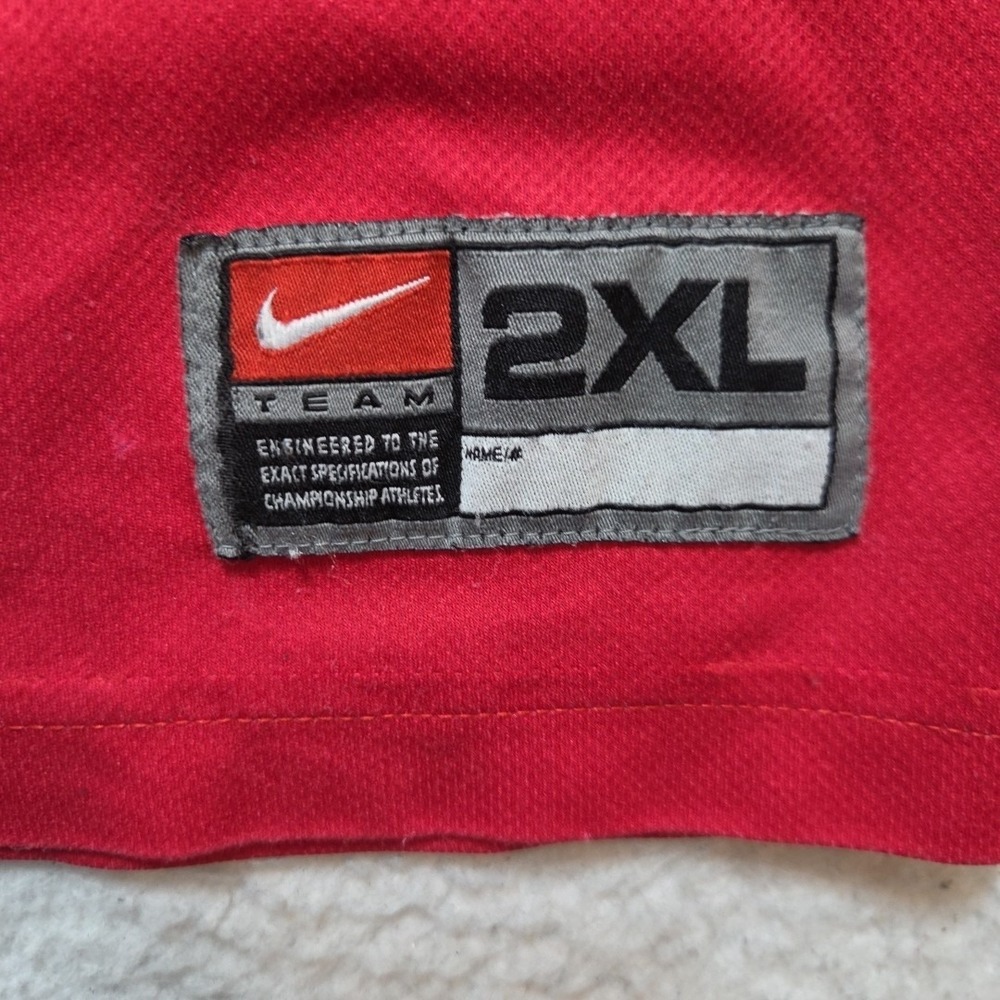 TEAM
ENGINEERED TO THE
EXACT SPECIFICATIONS OF
CHAMPIONSHIP ATHLETES.
2XL
NAME/#